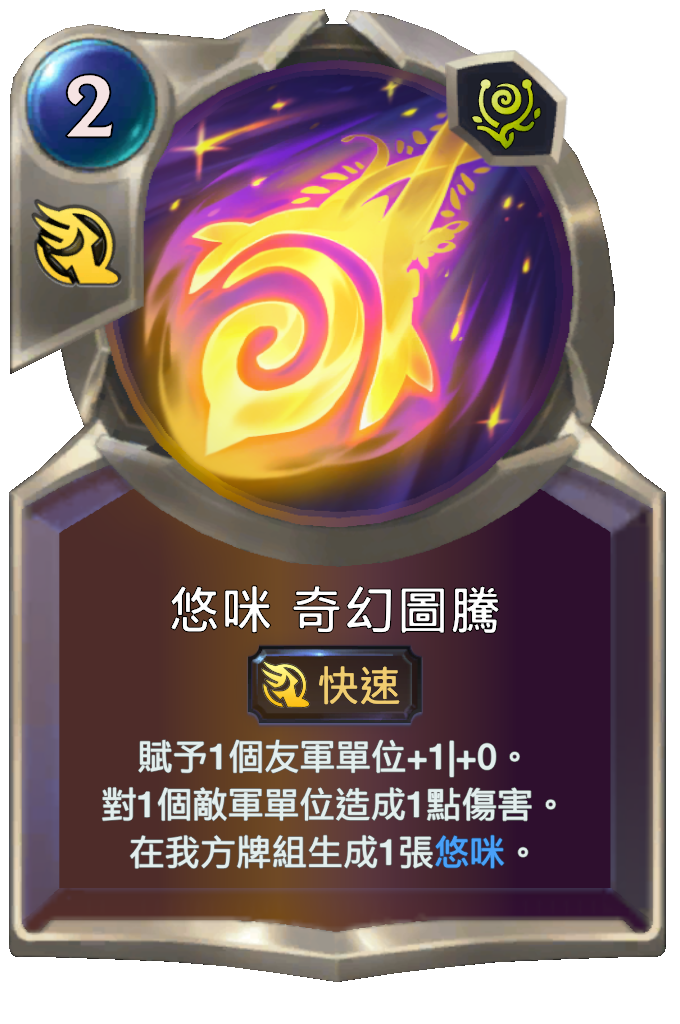 2
悠咪 奇幻圖騰
快速
賦予1個友軍單位+1|+0。
對1個敵軍單位造成1點傷害。
在我方牌組生成1張悠咪。